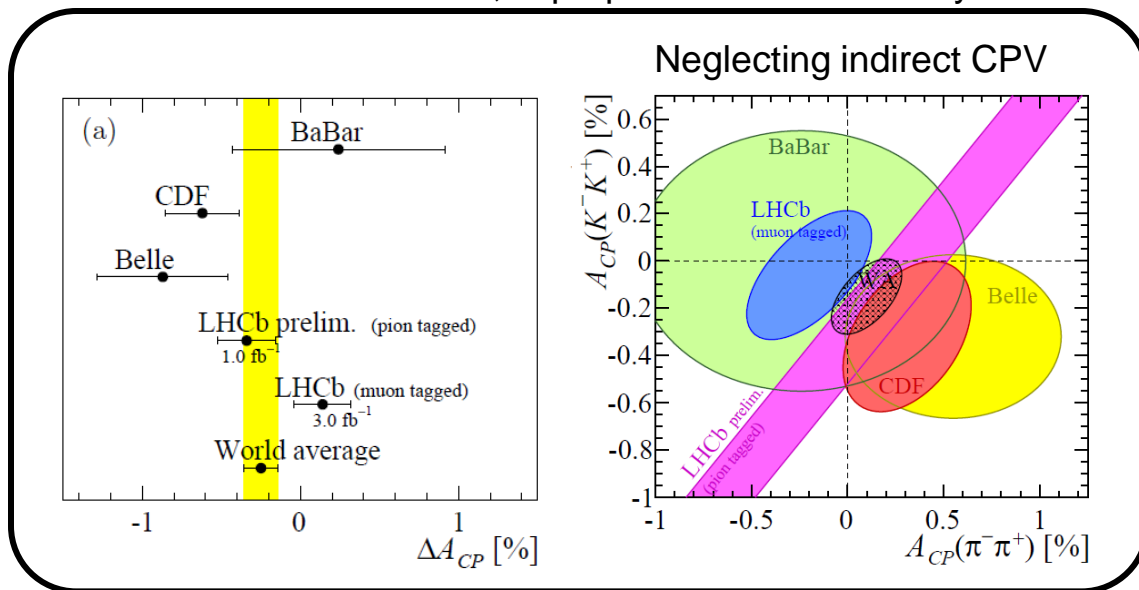 Neglecting indirect CPV
(a)
BaBar
CDF
Belle
LHCb prelim. (pion tagged)
1.0 fb⁻¹
LHCb (muon tagged)
3.0 fb⁻¹
World average
-1 0 1
ΔA_CP [%]
A_CP(K⁻K⁺) [%]
0.6
0.4
0.2
0
-0.2
-0.4
-0.6
-0.8
-1
BaBar
LHCb
(muon tagged)
WA
Belle
CDF
LHCb prelim.
(pion tagged)
-1 -0.5 0 0.5 1
A_CP(π⁻π⁺) [%]